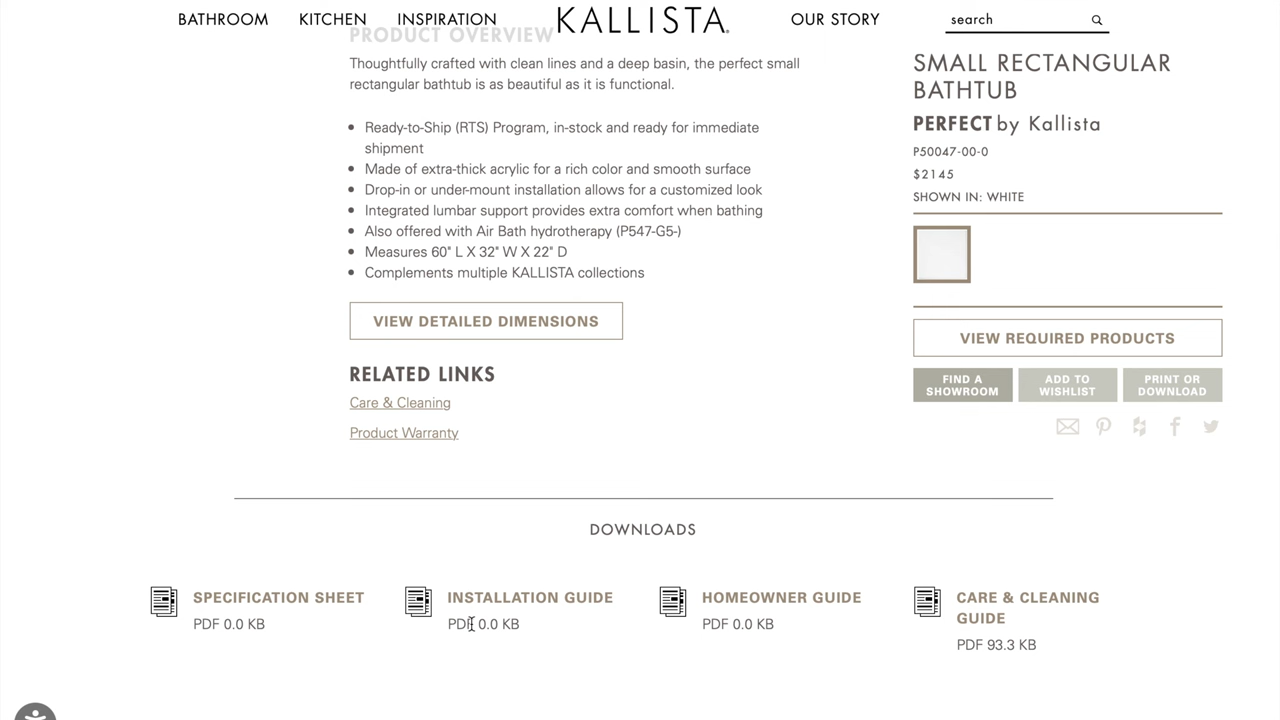 BATHROOM KITCHEN INSPIRATION KALLISTA. OUR STORY search
PRODUCT OVERVIEW
Thoughtfully crafted with clean lines and a deep basin, the perfect small
rectangular bathtub is as beautiful as it is functional.
• Ready-to-Ship (RTS) Program, in-stock and ready for immediate
shipment
• Made of extra-thick acrylic for a rich color and smooth surface
• Drop-in or under-mount installation allows for a customized look
• Integrated lumbar support provides extra comfort when bathing
• Also offered with Air Bath hydrotherapy (P547-G5-)
• Measures 60" L X 32" W X 22" D
• Complements multiple KALLISTA collections
VIEW DETAILED DIMENSIONS
RELATED LINKS
Care & Cleaning
Product Warranty
SMALL RECTANGULAR
BATHTUB
PERFECT by Kallista
P50047-00-0
$2145
SHOWN IN: WHITE
VIEW REQUIRED PRODUCTS
FIND A
SHOWROOM
ADD TO
WISHLIST
PRINT OR
DOWNLOAD
DOWNLOADS
SPECIFICATION SHEET
PDF 0.0 KB
INSTALLATION GUIDE
PDF 0.0 KB
HOMEOWNER GUIDE
PDF 0.0 KB
CARE & CLEANING
GUIDE
PDF 93.3 KB